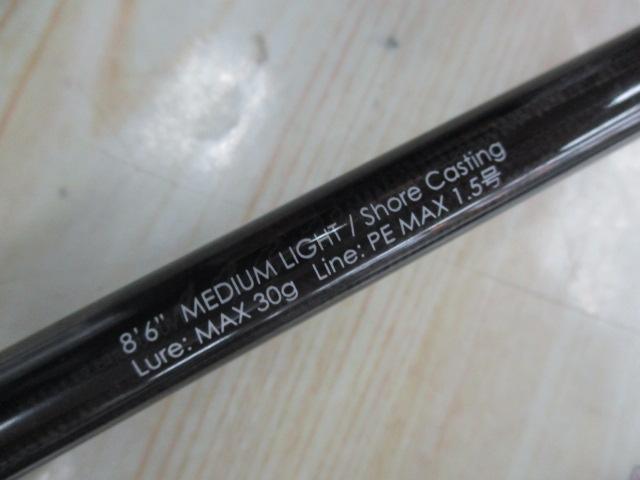 8'6" MEDIUM LIGHT / Shore Casting
Lure: MAX 30g Line: PE MAX 1.5号